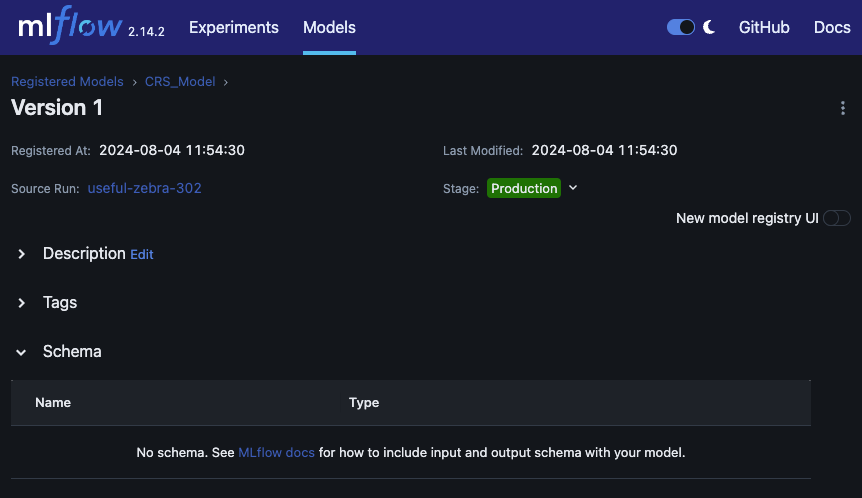 mlflow 2.14.2 Experiments Models GitHub Docs
Registered Models › CRS_Model ›
Version 1
Registered At: 2024-08-04 11:54:30 Last Modified: 2024-08-04 11:54:30
Source Run: useful-zebra-302 Stage: Production
New model registry UI
Description Edit
Tags
Schema
Name Type
No schema. See MLflow docs for how to include input and output schema with your model.